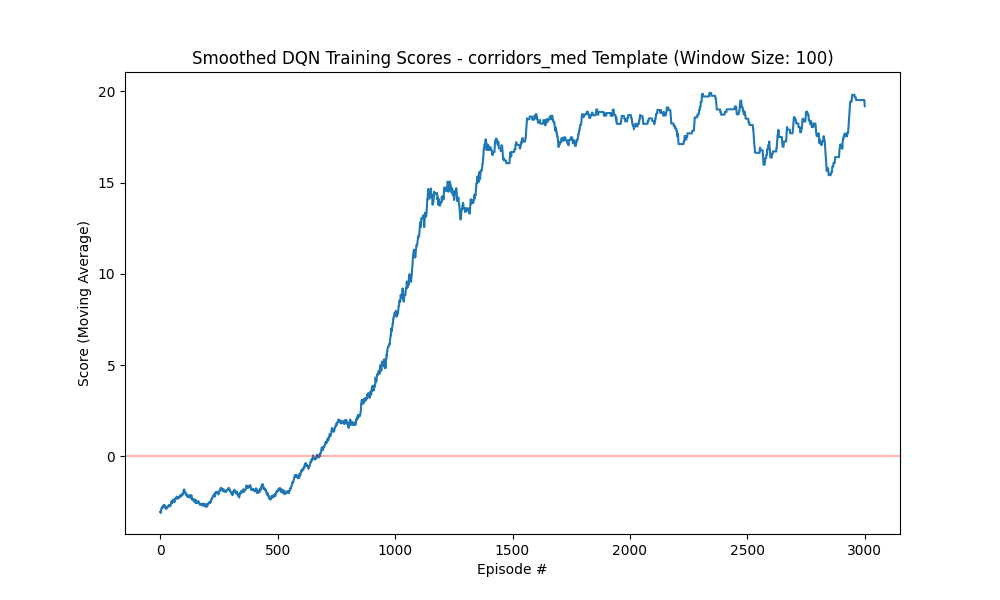 Smoothed DQN Training Scores - corridors_med Template (Window Size: 100)
Score (Moving Average)
20
15
10
5
0
0 500 1000 1500 2000 2500 3000
Episode #